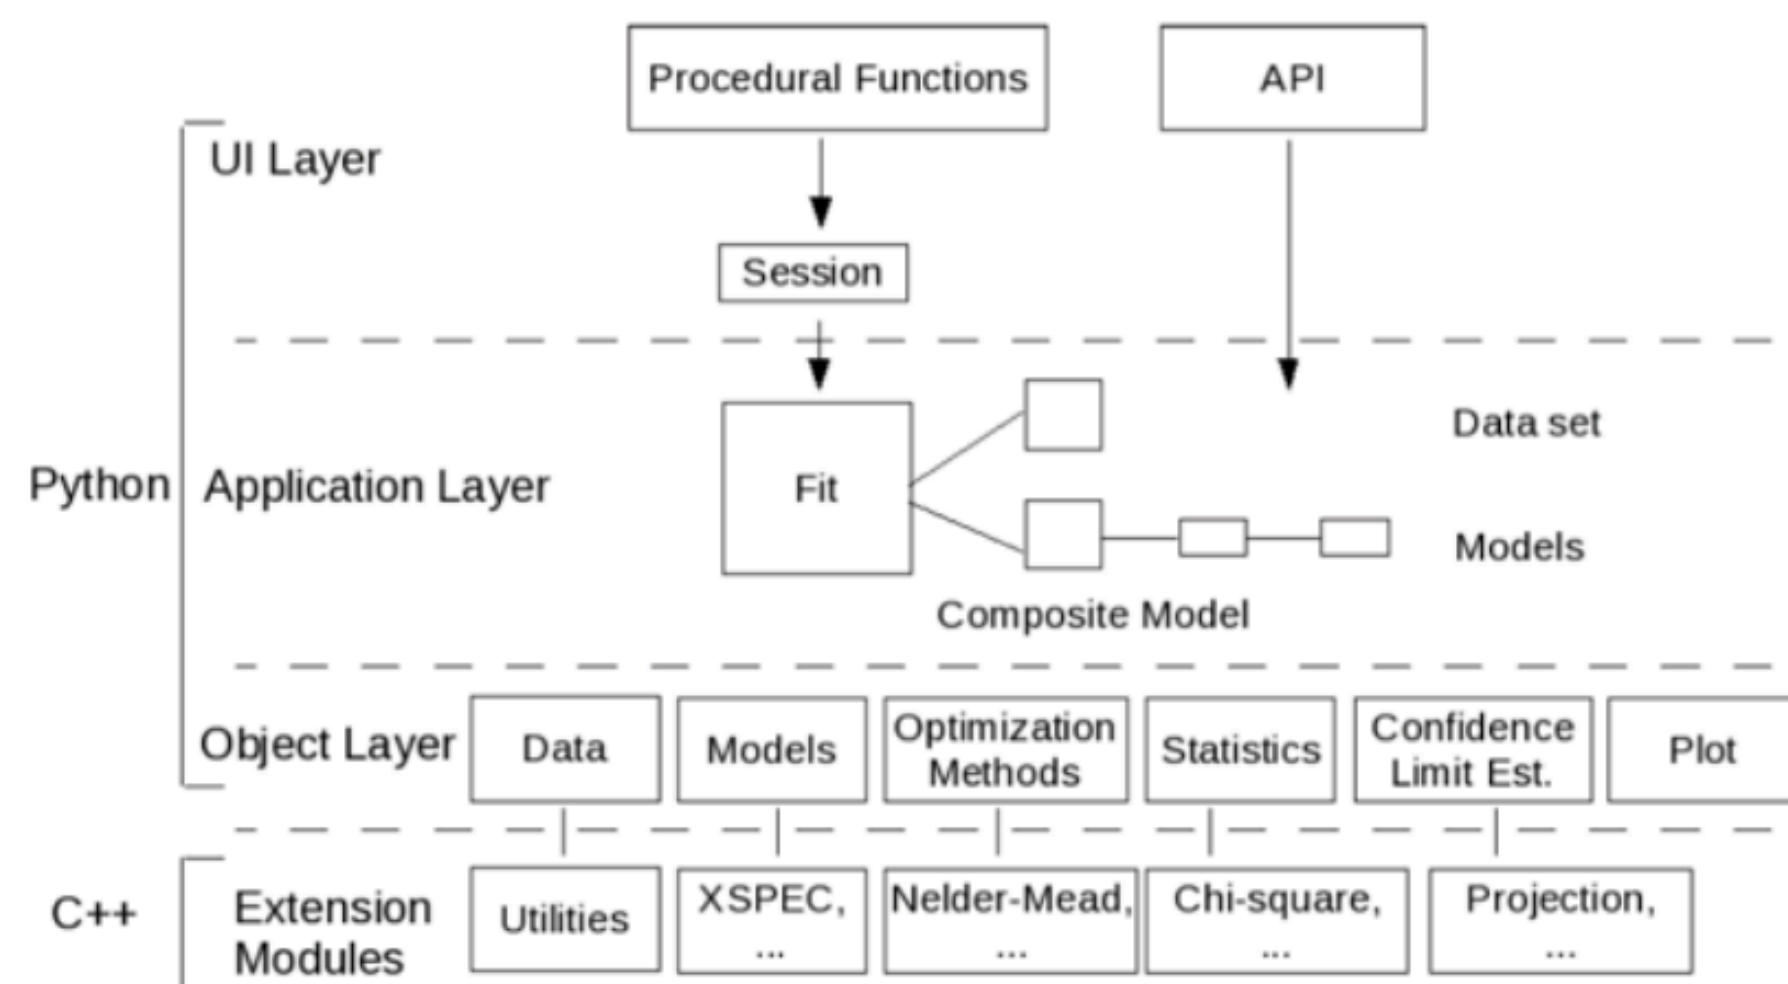 Procedural Functions
API
UI Layer
Session
Data set
Python
Application Layer
Fit
Models
Composite Model
Object Layer
Data
Models
Optimization
Methods
Statistics
Confidence
Limit Est.
Plot
C++
Extension
Modules
Utilities
XSPEC,
...
Nelder-Mead,
...
Chi-square,
...
Projection,
...